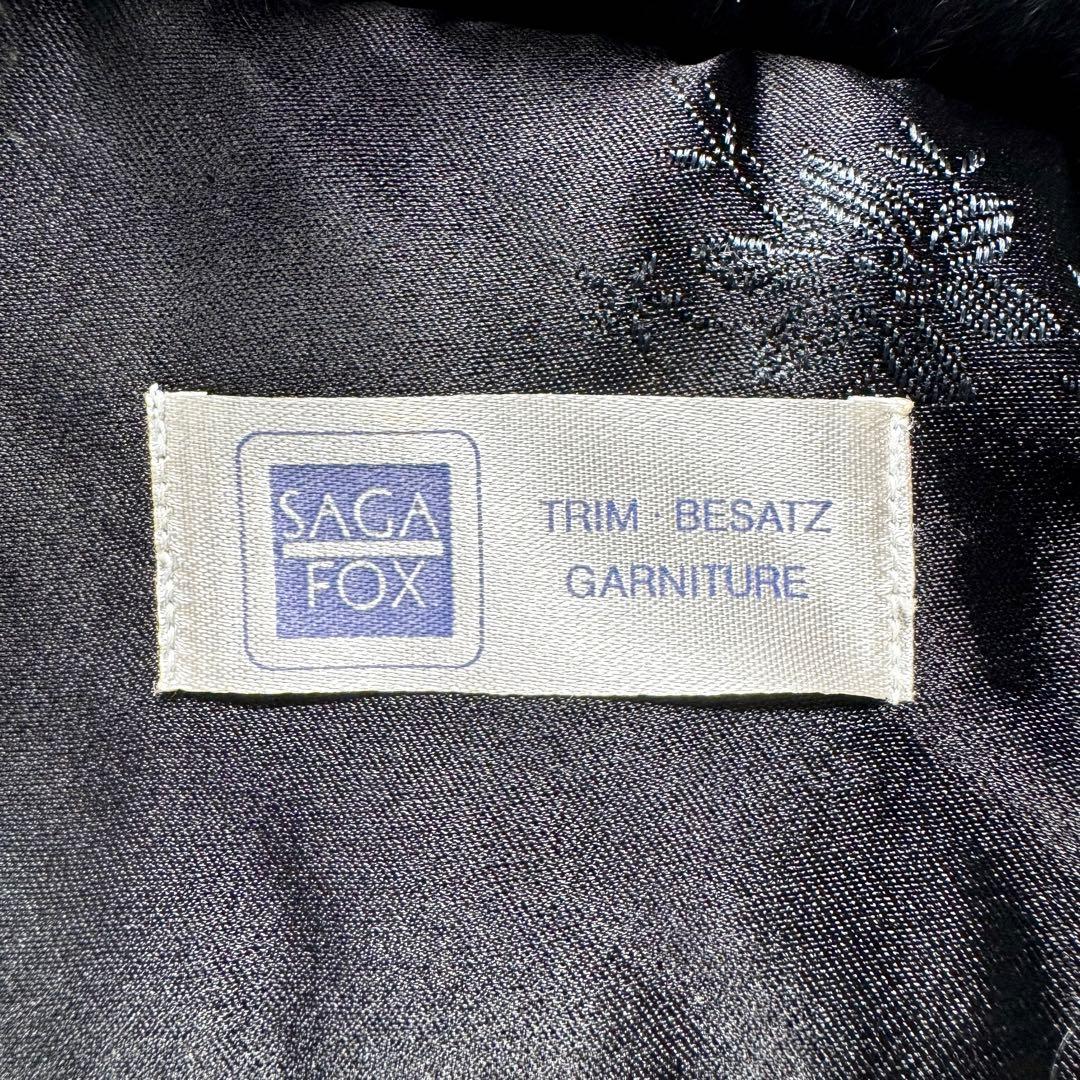 SAGA
FOX
TRIM · BESATZ
GARNITURE